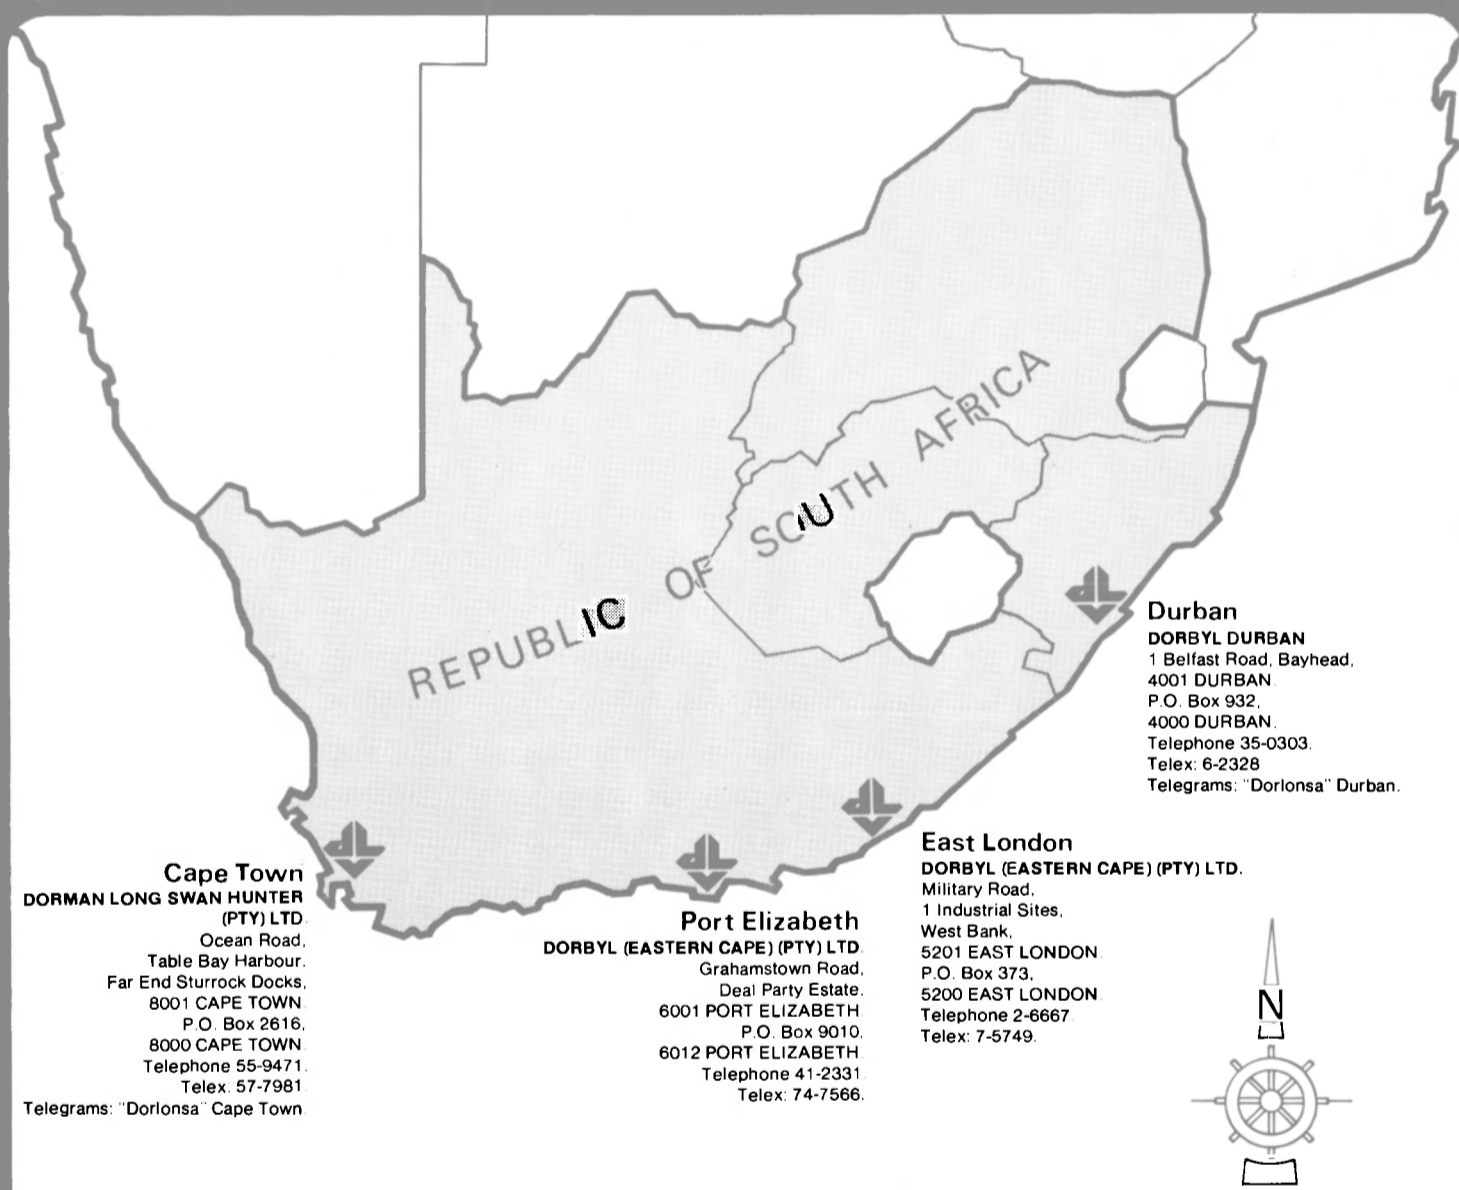 REPUBLIC OF SOUTH AFRICA
Durban
DORBYL DURBAN
1 Belfast Road, Bayhead,
4001 DURBAN.
P.O. Box 932,
4000 DURBAN.
Telephone 35-0303.
Telex: 6-2328
Telegrams: "Dorlonsa" Durban.
East London
DORBYL (EASTERN CAPE) (PTY) LTD.
Military Road,
1 Industrial Sites,
West Bank,
5201 EAST LONDON.
P.O. Box 373,
5200 EAST LONDON.
Telephone 2-6667.
Telex: 7-5749.
Port Elizabeth
DORBYL (EASTERN CAPE) (PTY) LTD.
Grahamstown Road,
Deal Party Estate.
6001 PORT ELIZABETH.
P.O. Box 9010,
6012 PORT ELIZABETH.
Telephone 41-2331.
Telex: 74-7566.
Cape Town
DORMAN LONG SWAN HUNTER
(PTY) LTD.
Ocean Road,
Table Bay Harbour.
Far End Sturrock Docks,
8001 CAPE TOWN.
P.O. Box 2616,
8000 CAPE TOWN.
Telephone 55-9471.
Telex: 57-7981.
Telegrams: "Dorlonsa" Cape Town.
N